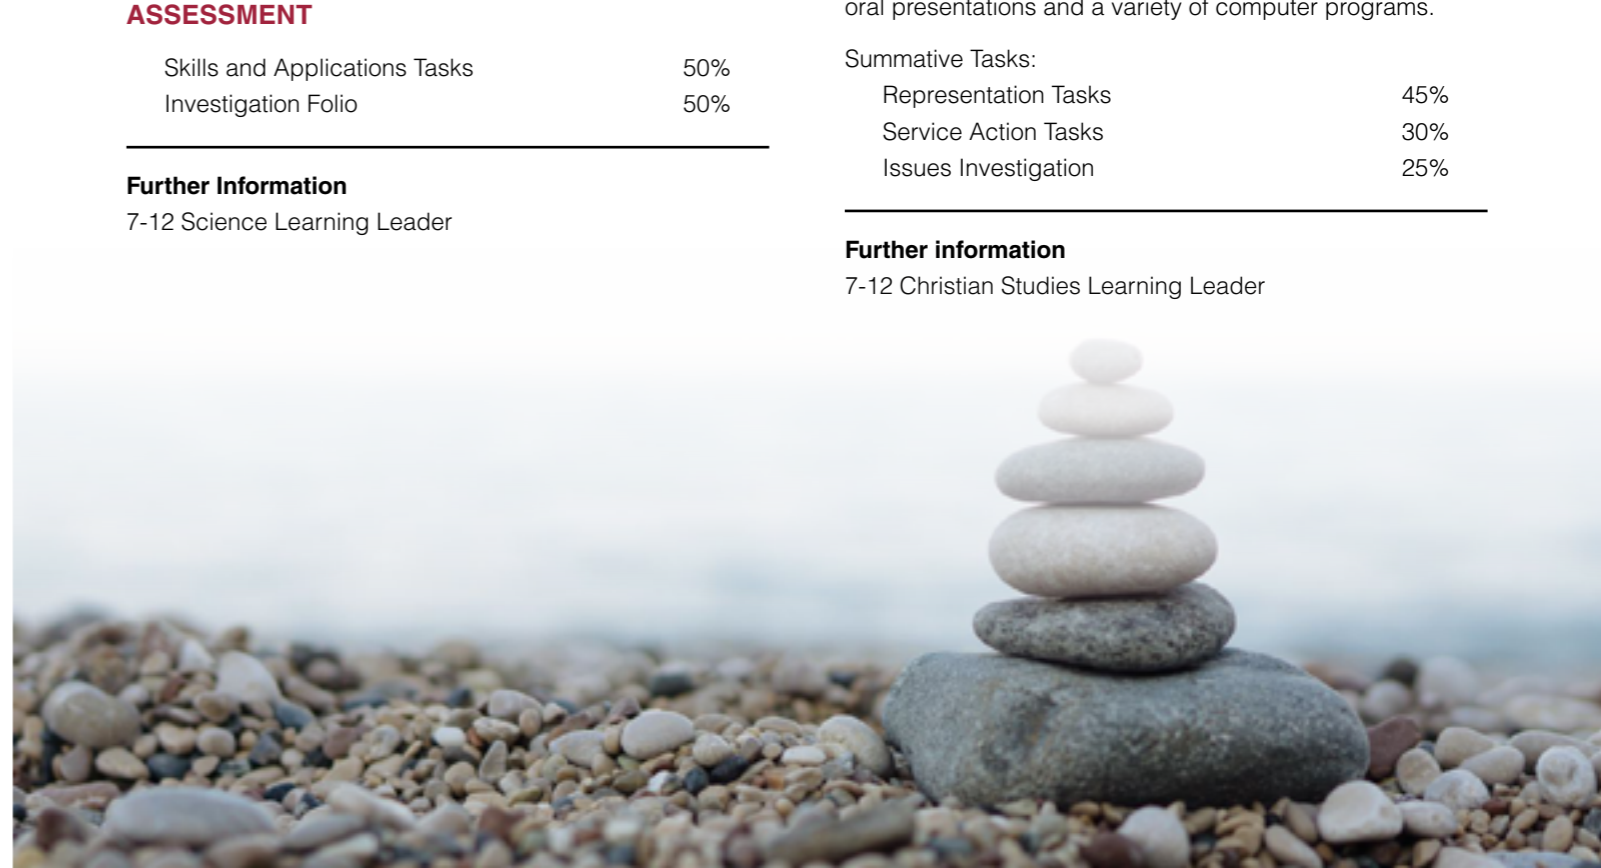 ASSESSMENT
Skills and Applications Tasks 50%
Investigation Folio 50%
Further Information
7-12 Science Learning Leader
oral presentations and a variety of computer programs.
Summative Tasks:
Representation Tasks 45%
Service Action Tasks 30%
Issues Investigation 25%
Further information
7-12 Christian Studies Learning Leader